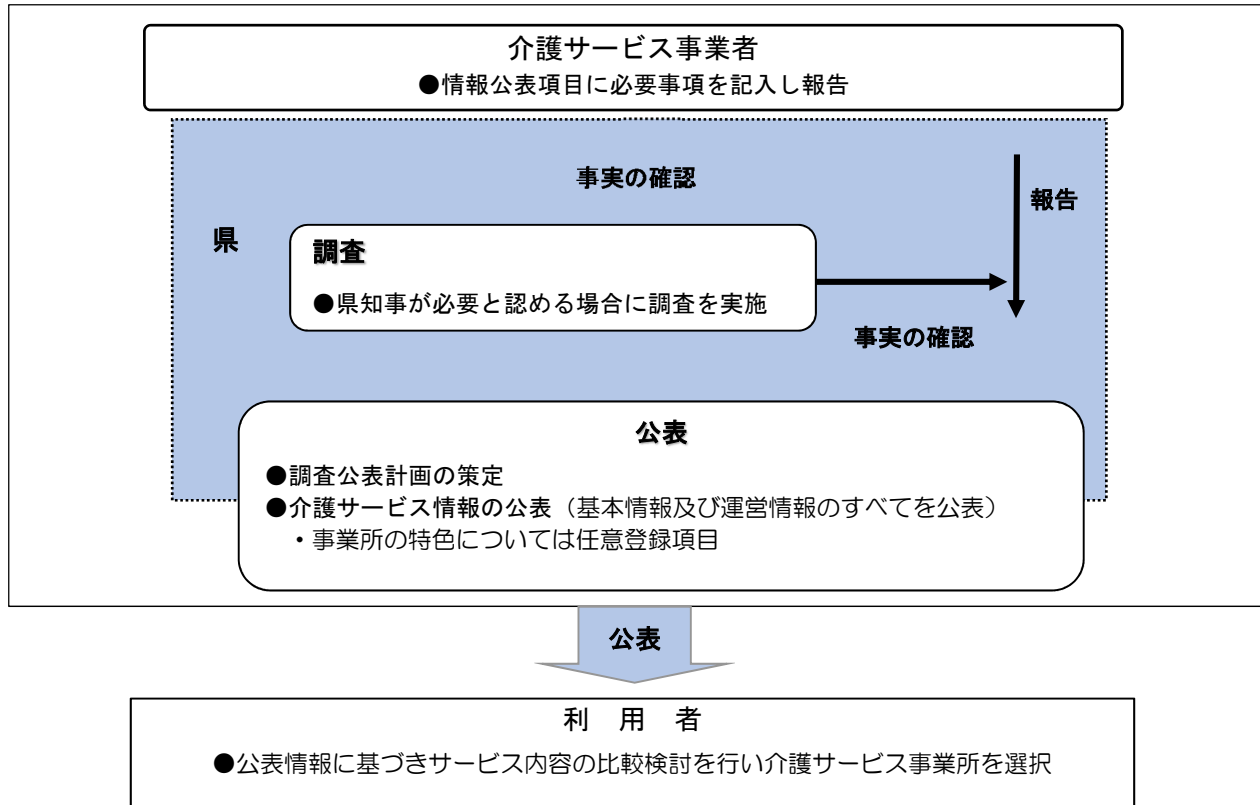 介護サービス事業者
●情報公表項目に必要事項を記入し報告
事実の確認
報告
県
調査
●県知事が必要と認める場合に調査を実施
事実の確認
公表
●調査公表計画の策定
●介護サービス情報の公表（基本情報及び運営情報のすべてを公表）
・事業所の特色については任意登録項目
公表
利　用　者
●公表情報に基づきサービス内容の比較検討を行い介護サービス事業所を選択